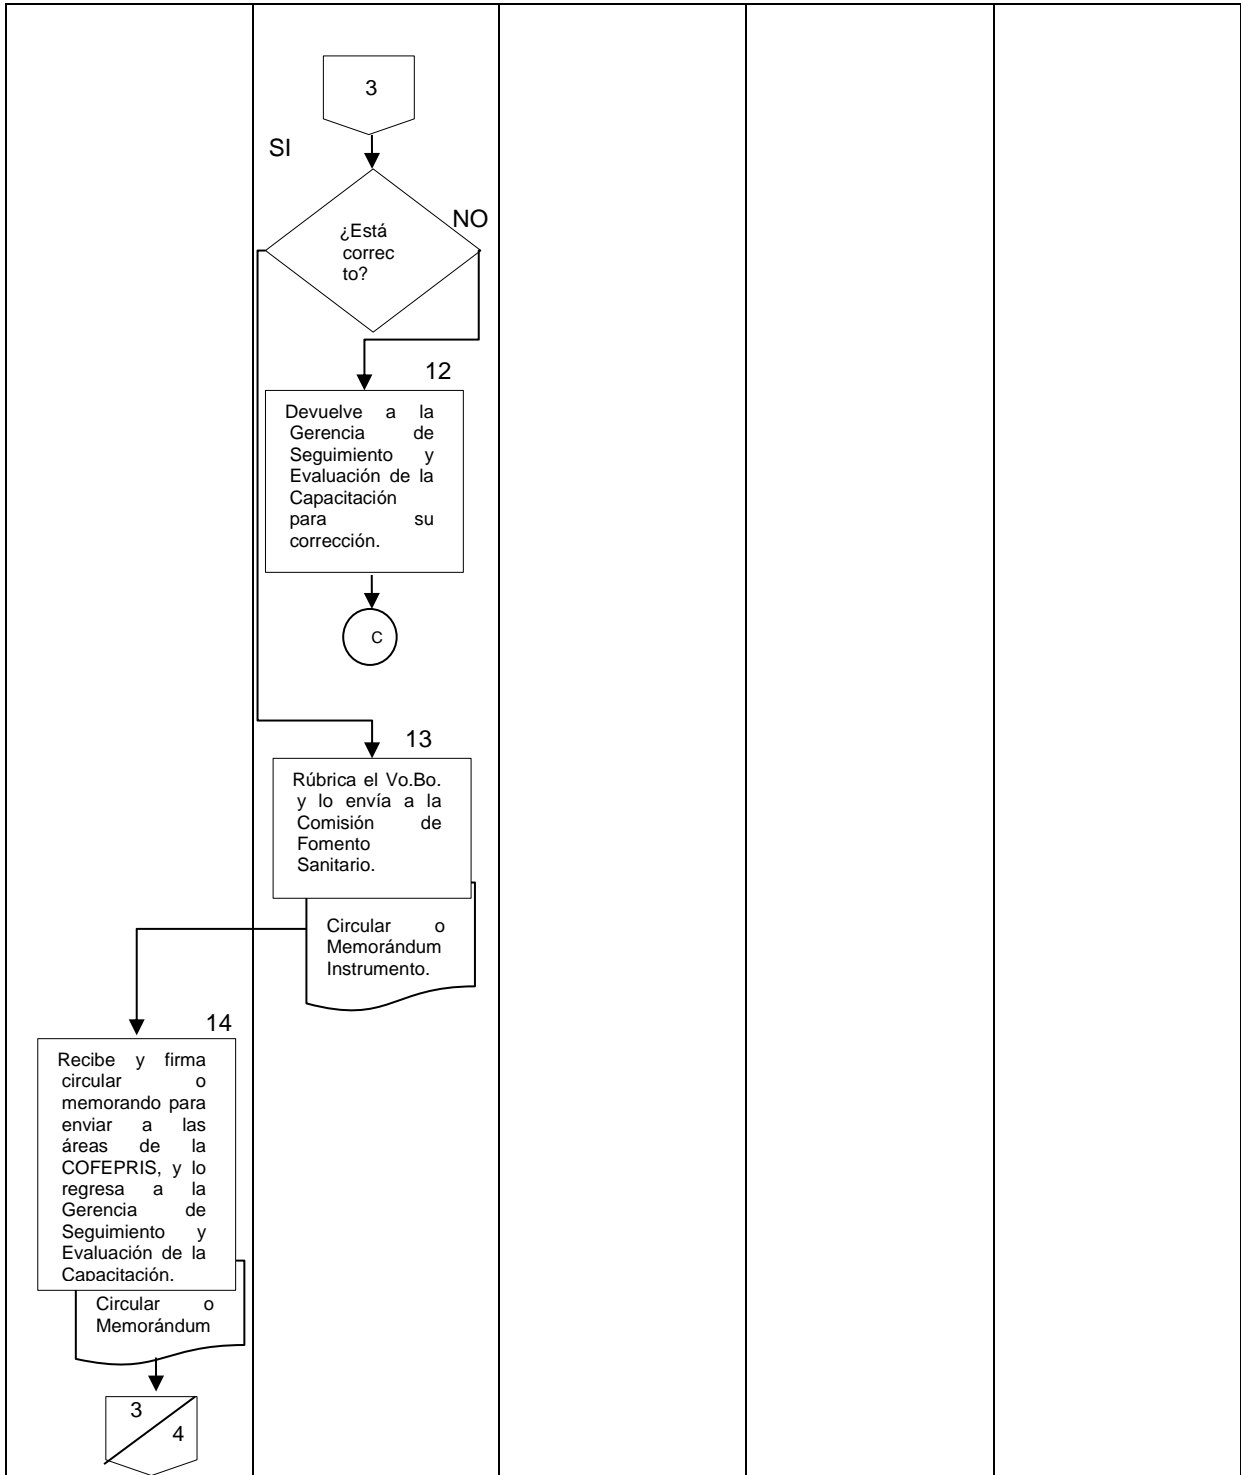 3
SI
NO
¿Está
correc
to?
12
Devuelve a la
Gerencia de
Seguimiento y
Evaluación de la
Capacitación
para su
corrección.
C
13
Rúbrica el Vo.Bo.
y lo envía a la
Comisión de
Fomento
Sanitario.
Circular o
Memorándum
Instrumento.
14
Recibe y firma
circular o
memorando para
enviar a las
áreas de la
COFEPRIS, y lo
regresa a la
Gerencia de
Seguimiento y
Evaluación de la
Capacitación.
Circular o
Memorándum
3
4